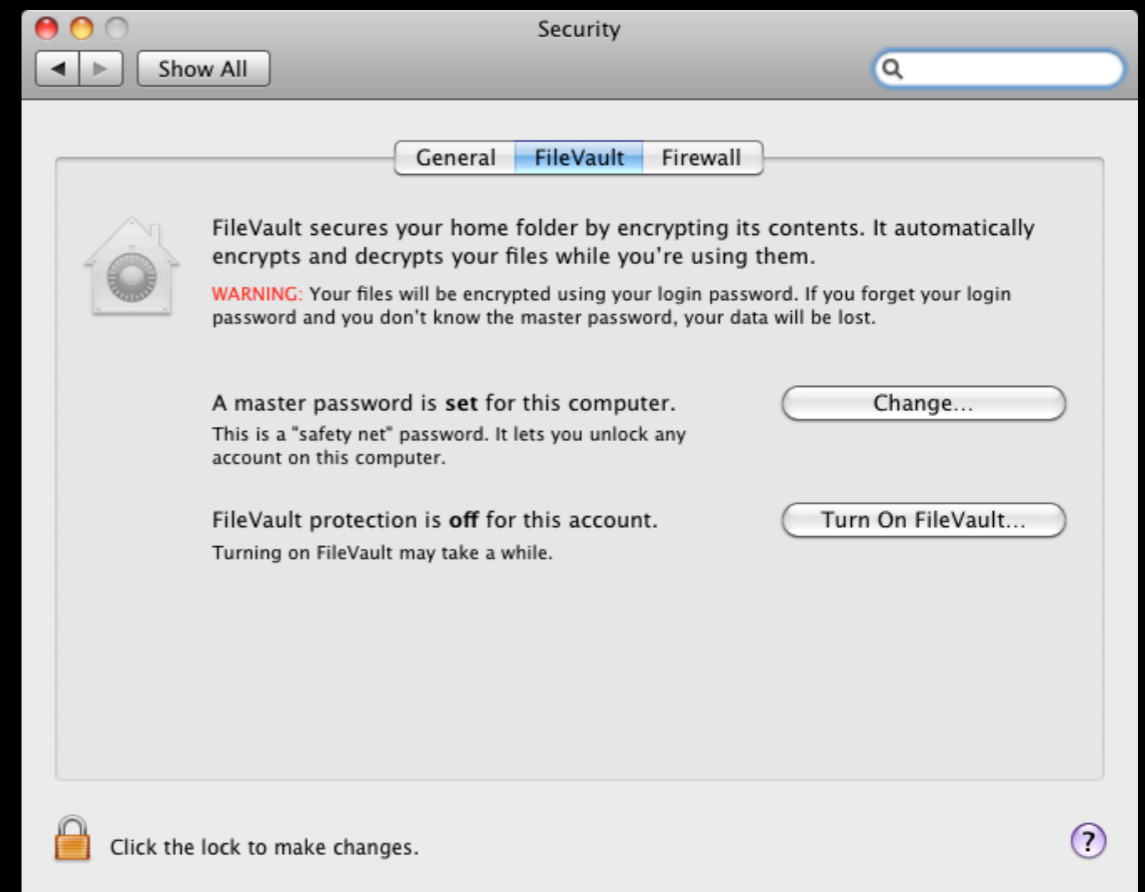 Security
Show All
General FileVault Firewall
FileVault secures your home folder by encrypting its contents. It automatically
encrypts and decrypts your files while you’re using them.
WARNING: Your files will be encrypted using your login password. If you forget your login
password and you don’t know the master password, your data will be lost.
A master password is set for this computer.
Change...
This is a "safety net" password. It lets you unlock any
account on this computer.
FileVault protection is off for this account.
Turn On FileVault...
Turning on FileVault may take a while.
Click the lock to make changes.
?